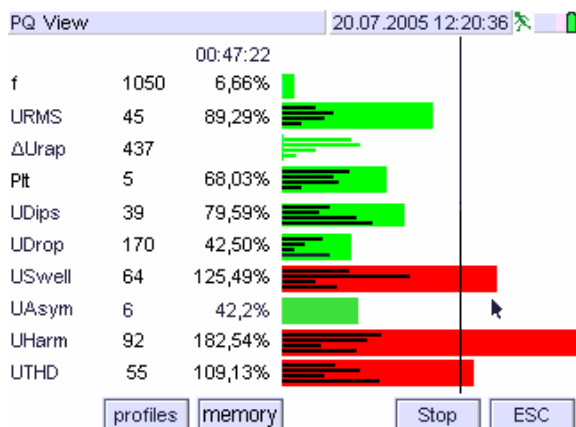 PQ View 20.07.2005 12:20:36
00:47:22
f 1050 6,66%
URMS 45 89,29%
ΔUrap 437
Plt 5 68,03%
UDips 39 79,59%
UDrop 170 42,50%
USwell 64 125,49%
UAsym 6 42,2%
UHarm 92 182,54%
UTHD 55 109,13%
profiles memory Stop ESC